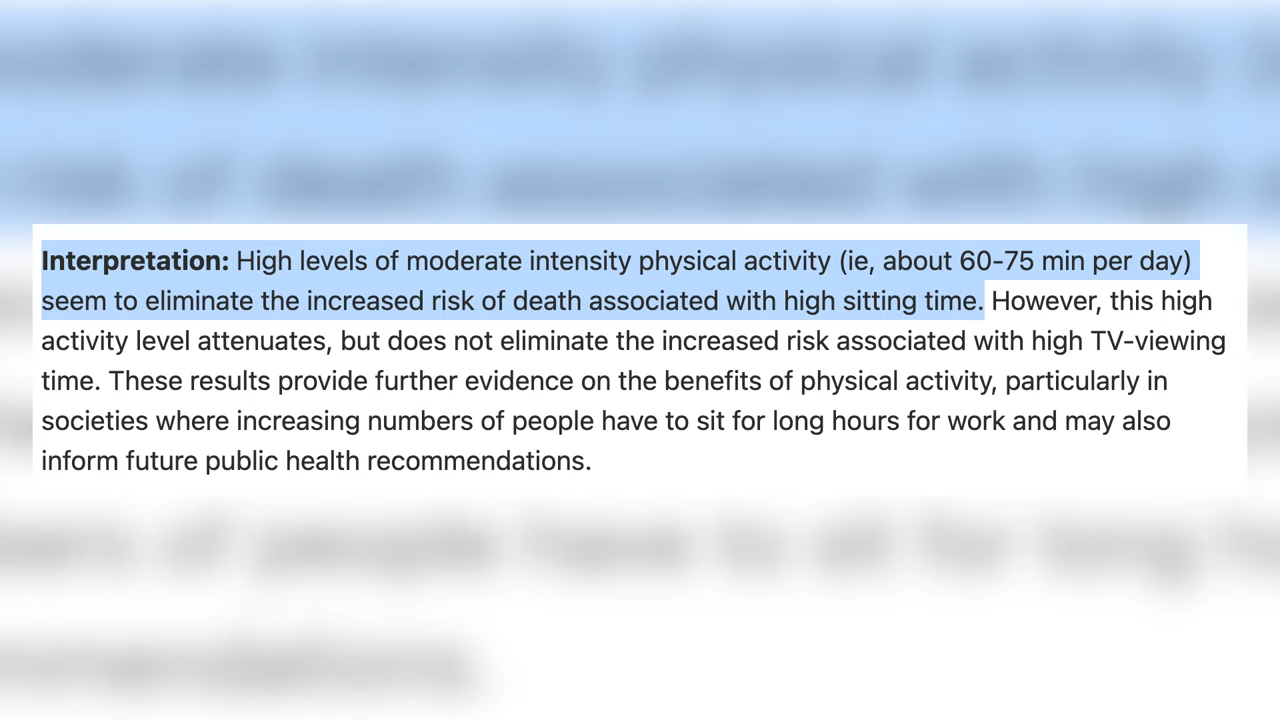 Interpretation: High levels of moderate intensity physical activity (ie, about 60-75 min per day)
seem to eliminate the increased risk of death associated with high sitting time. However, this high
activity level attenuates, but does not eliminate the increased risk associated with high TV-viewing
time. These results provide further evidence on the benefits of physical activity, particularly in
societies where increasing numbers of people have to sit for long hours for work and may also
inform future public health recommendations.